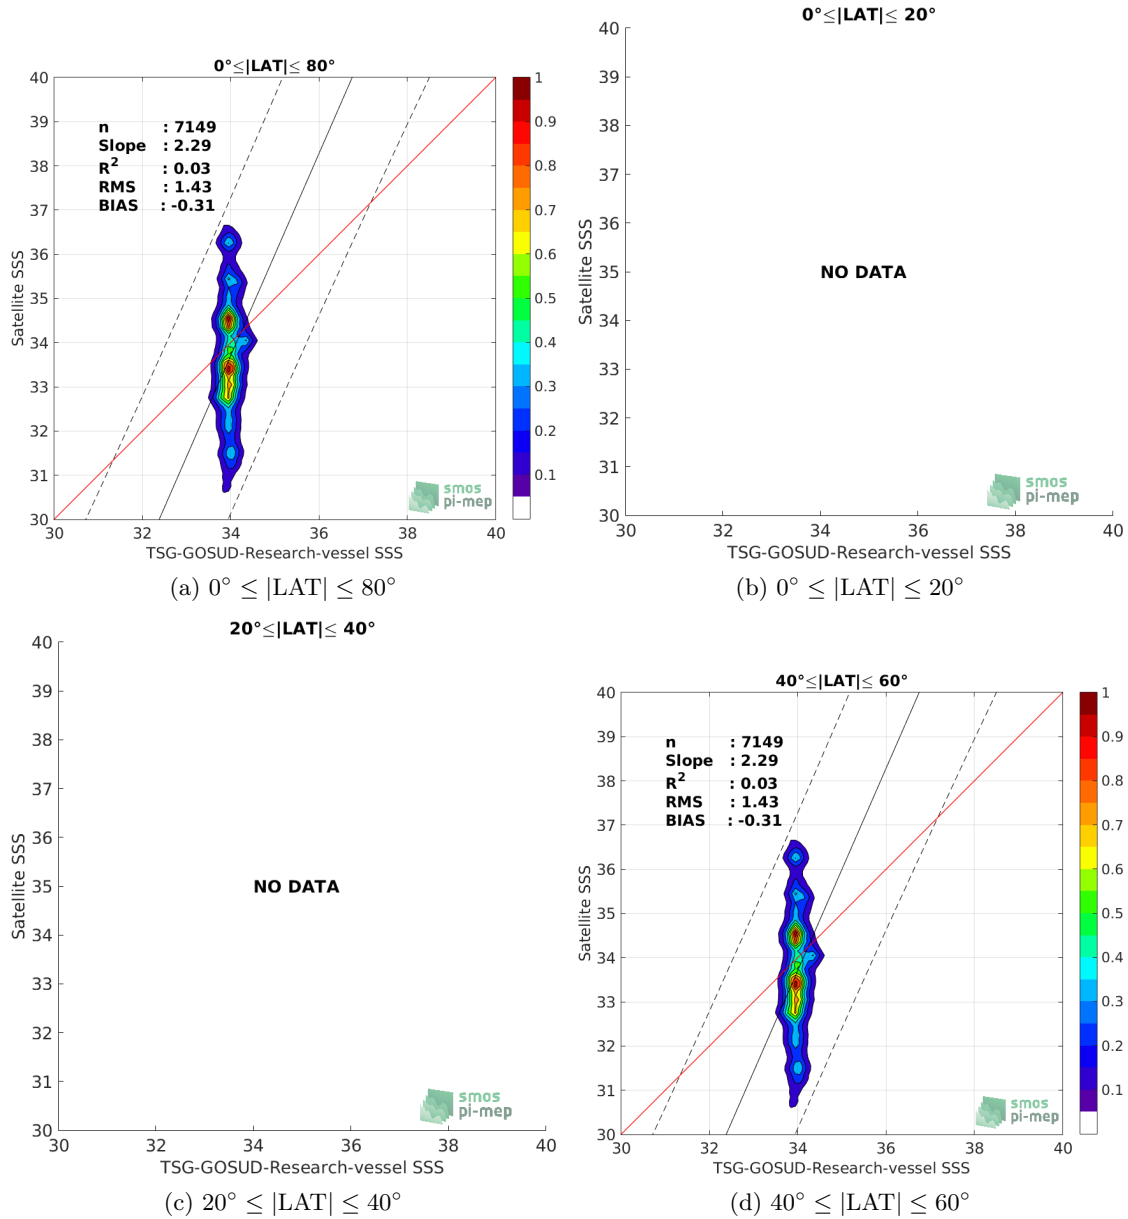 0°≤|LAT|≤ 80°
40
39
38
37
36
35
34
33
32
31
30
Satellite SSS
n : 7149
Slope : 2.29
R2 : 0.03
RMS : 1.43
BIAS : -0.31
1
0.9
0.8
0.7
0.6
0.5
0.4
0.3
0.2
0.1
smos
pi-mep
30 32 34 36 38 40
TSG-GOSUD-Research-vessel SSS
(a) 0° ≤ |LAT| ≤ 80°
0°≤|LAT|≤ 20°
40
39
38
37
36
35
34
33
32
31
30
Satellite SSS
NO DATA
smos
pi-mep
30 32 34 36 38 40
TSG-GOSUD-Research-vessel SSS
(b) 0° ≤ |LAT| ≤ 20°
20°≤|LAT|≤ 40°
40
39
38
37
36
35
34
33
32
31
30
Satellite SSS
NO DATA
smos
pi-mep
30 32 34 36 38 40
TSG-GOSUD-Research-vessel SSS
(c) 20° ≤ |LAT| ≤ 40°
40°≤|LAT|≤ 60°
40
39
38
37
36
35
34
33
32
31
30
Satellite SSS
n : 7149
Slope : 2.29
R2 : 0.03
RMS : 1.43
BIAS : -0.31
1
0.9
0.8
0.7
0.6
0.5
0.4
0.3
0.2
0.1
smos
pi-mep
30 32 34 36 38 40
TSG-GOSUD-Research-vessel SSS
(d) 40° ≤ |LAT| ≤ 60°